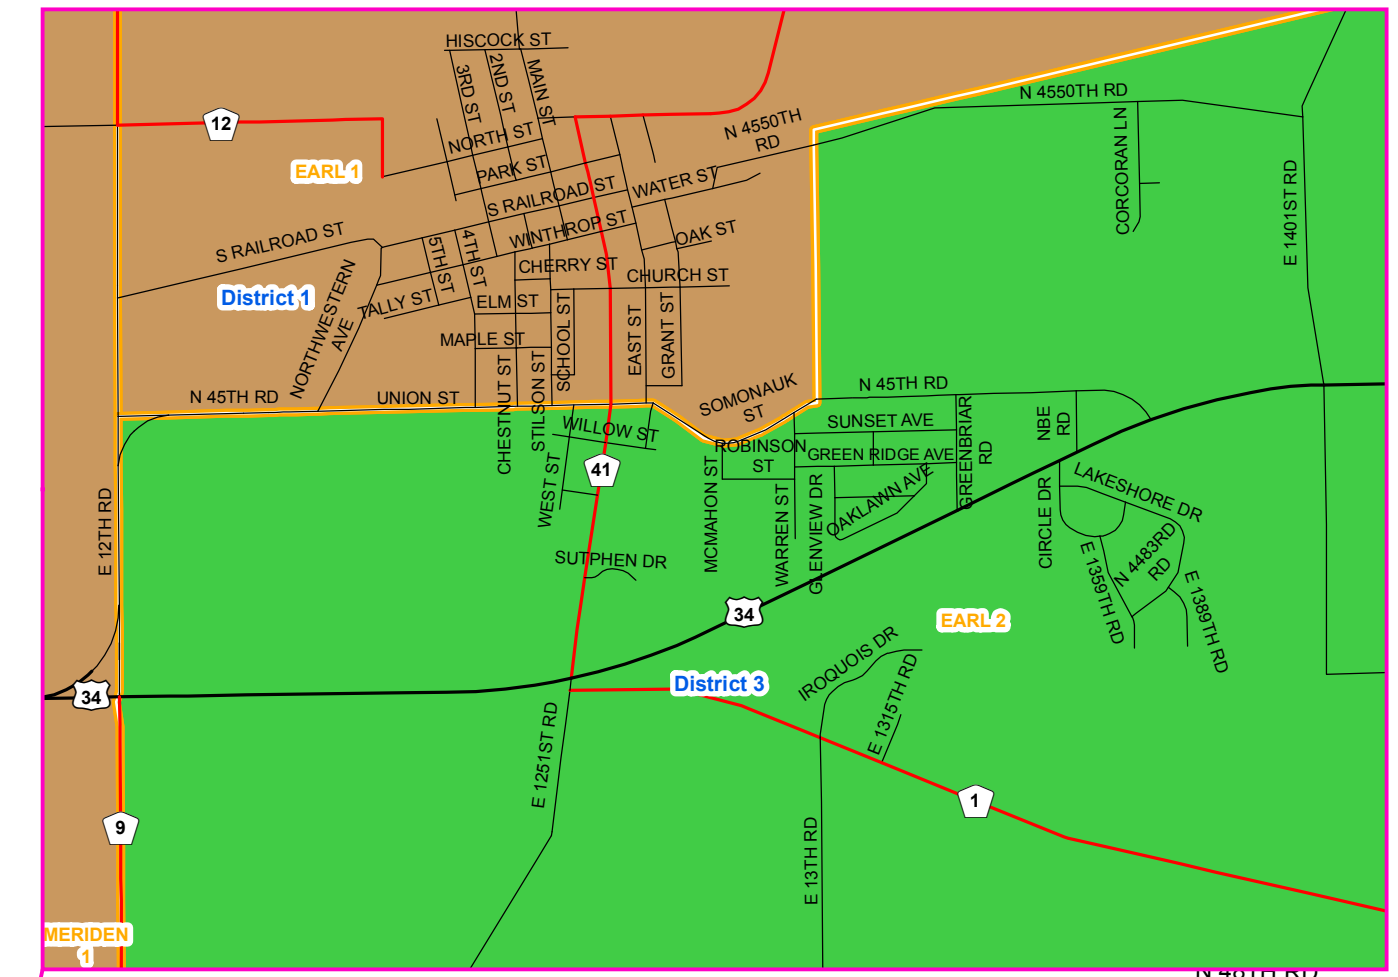 HISCOCK ST
3RD ST
2ND ST
MAIN ST
N 4550TH RD
12
NORTH ST
N 4550TH
RD
CORCORAN LN
EARL 1
PARK ST
S RAILROAD ST
WATER ST
E 1401ST RD
S RAILROAD ST
WINTHROP ST
OAK ST
5TH ST
4TH ST
CHERRY ST
CHURCH ST
District 1
NORTHWESTERN
AVE
TALLY ST
ELM ST
SCHOOL ST
EAST ST
GRANT ST
MAPLE ST
N 45TH RD
UNION ST
CHESTNUT ST
STILSON ST
SOMONAUK
ST
N 45TH RD
WILLOW ST
SUNSET AVE
GREENBRIAR
RD
NBE
RD
ROBINSON
ST
GREEN RIDGE AVE
41
WEST ST
MCMAHON ST
WARREN ST
GLENVIEW DR
OAKLAWN AVE
CIRCLE DR
LAKESHORE DR
E 12TH RD
SUTPHEN DR
E 1359TH RD
N 4483RD
RD
E 1389TH RD
34
EARL 2
IROQUOIS DR
34
District 3
E 1315TH RD
E 1251ST RD
9
1
E 13TH RD
MERIDEN
1
N 48TH RD